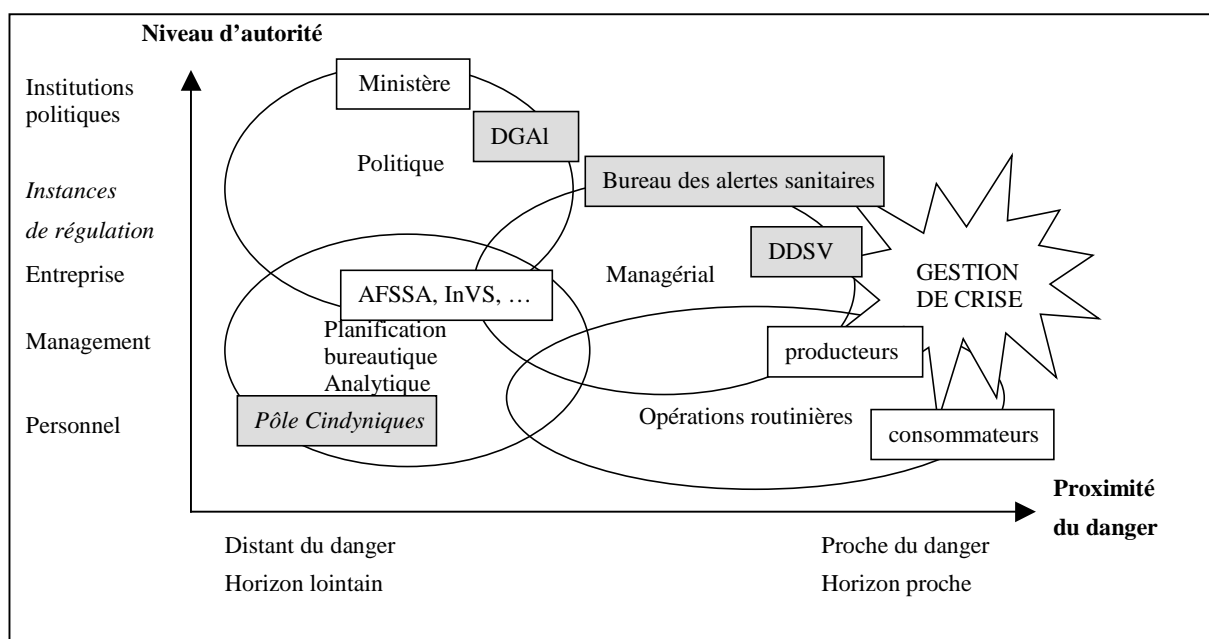 Niveau d'autorité
Institutions
politiques
Ministère
DGAl
Politique
Bureau des alertes sanitaires
Instances
de régulation
DDSV
Entreprise
Managérial
GESTION
DE CRISE
AFSSA, InVS, …
Management
Planification
bureautique
Analytique
producteurs
Personnel
Pôle Cindyniques
Opérations routinières
consommateurs
Proximité
du danger
Distant du danger
Horizon lointain
Proche du danger
Horizon proche